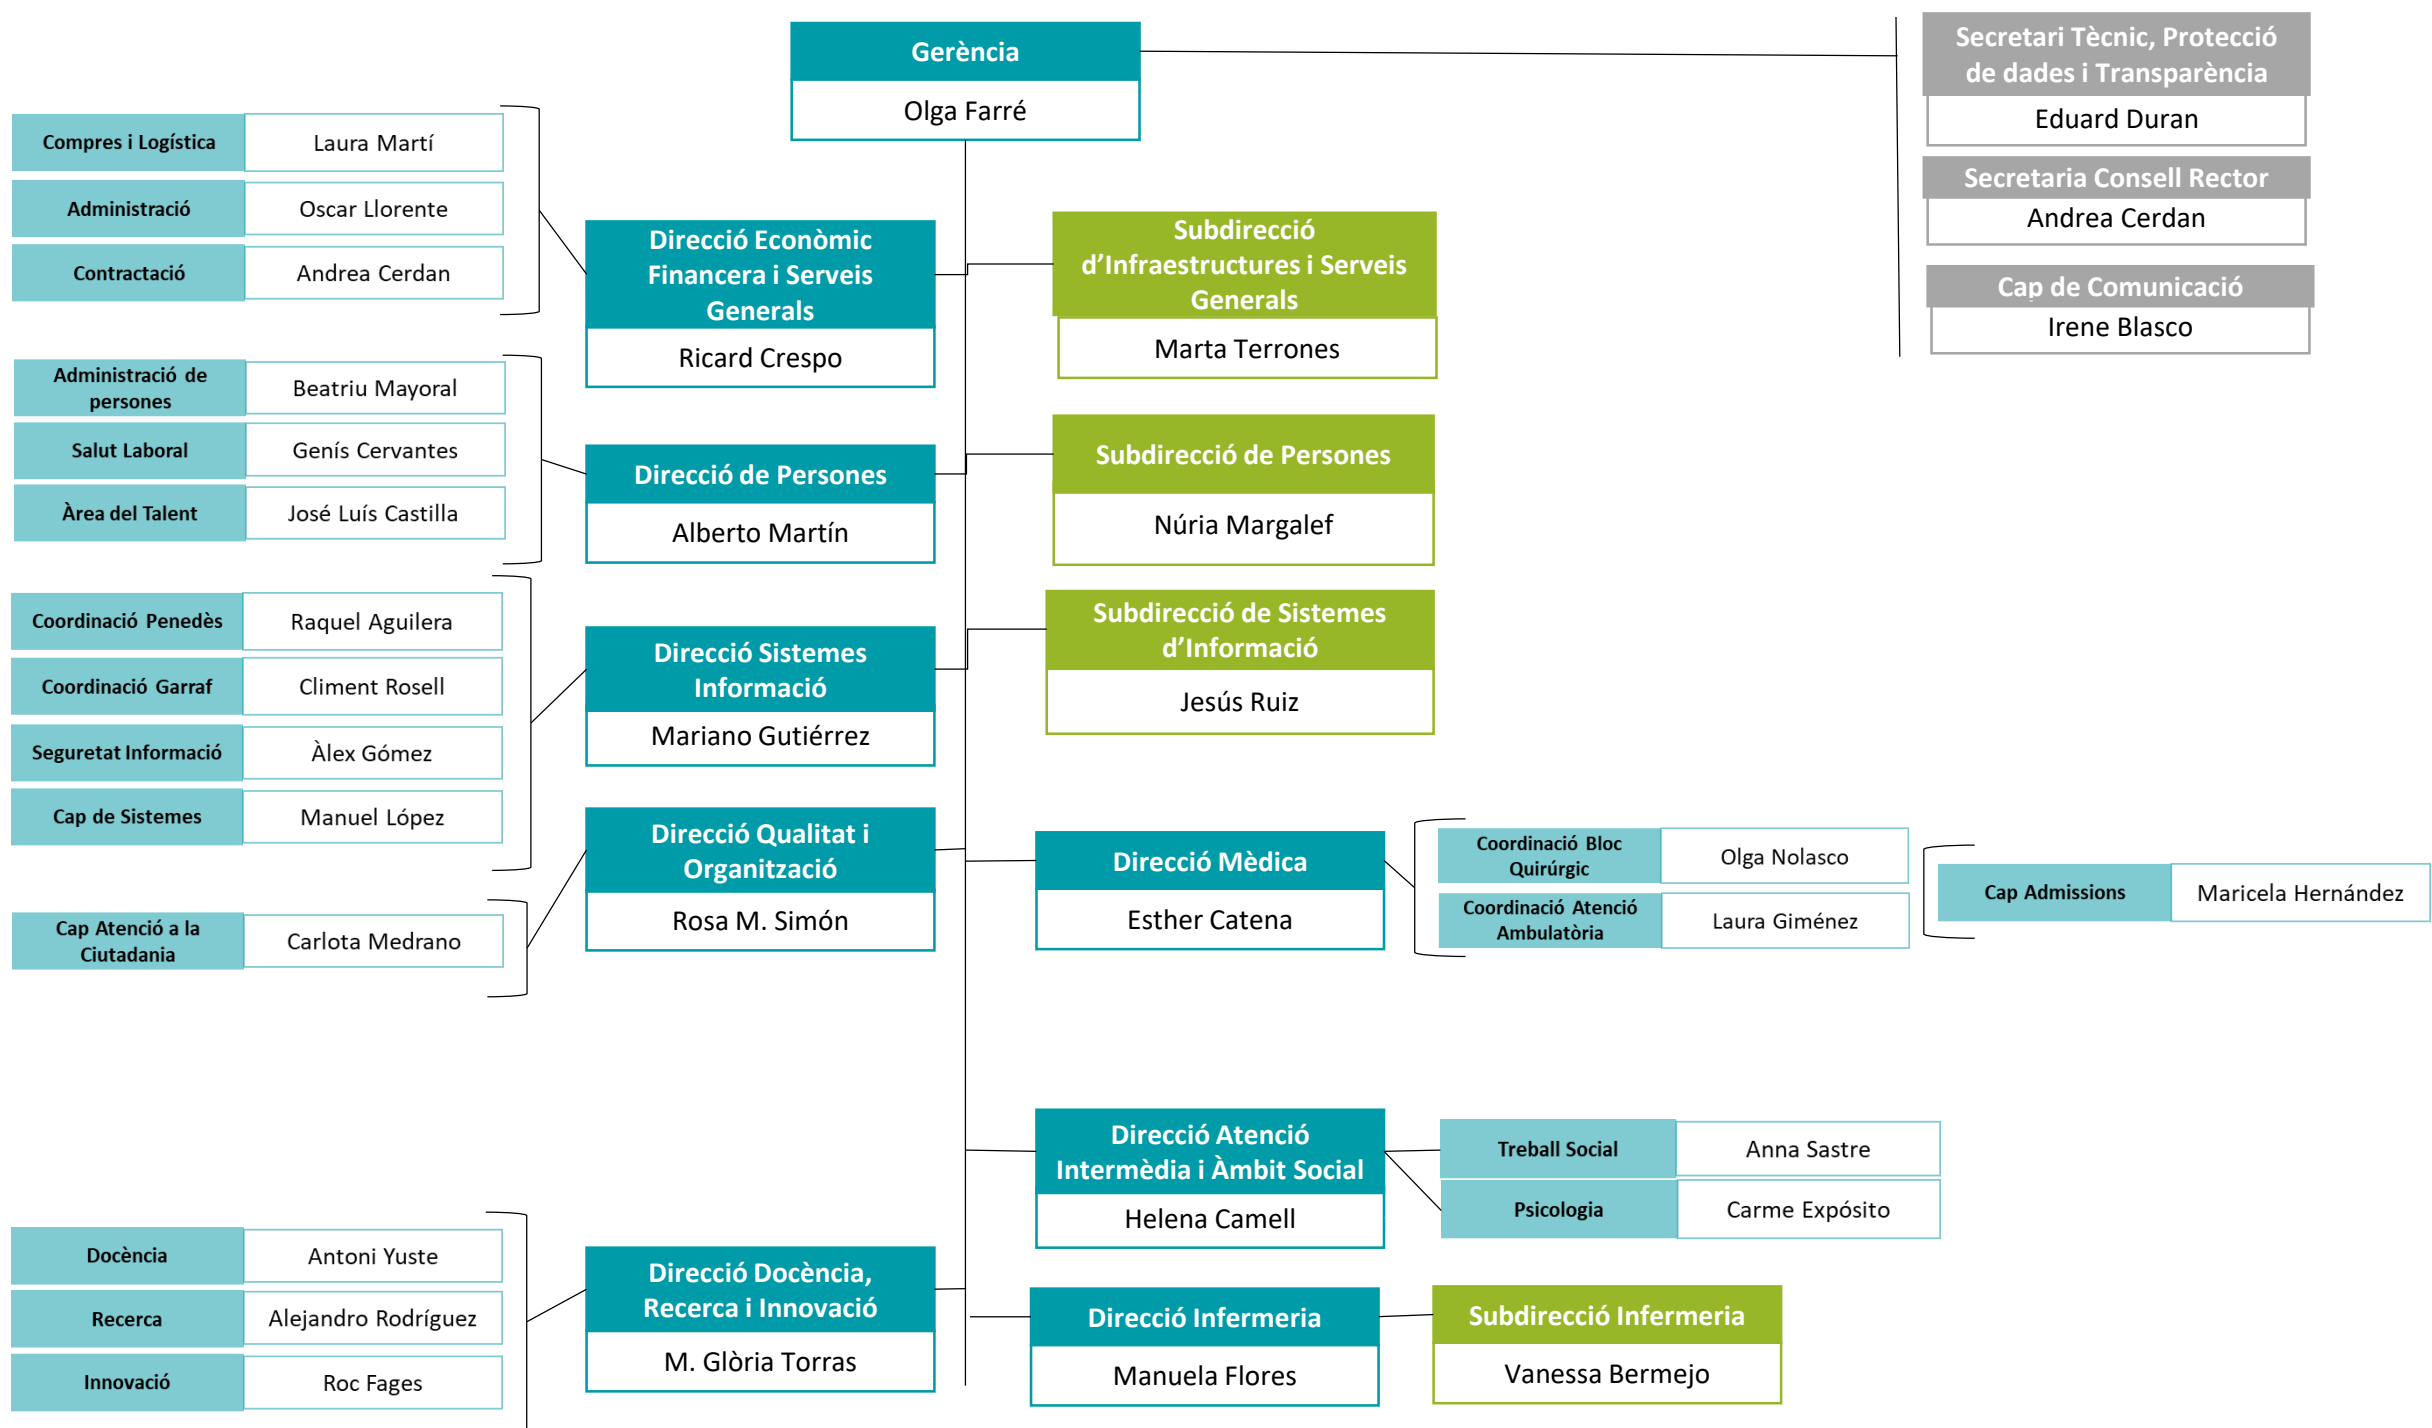 Gerència
Olga Farré
Secretari Tècnic, Protecció
de dades i Transparència
Eduard Duran
Secretaria Consell Rector
Andrea Cerdan
Cap de Comunicació
Irene Blasco
Compres i Logística
Laura Martí
Administració
Oscar Llorente
Contractació
Andrea Cerdan
Direcció Econòmic
Financera i Serveis
Generals
Ricard Crespo
Subdirecció
d’Infraestructures i Serveis
Generals
Marta Terrones
Administració de
persones
Beatriu Mayoral
Salut Laboral
Genís Cervantes
Àrea del Talent
José Luís Castilla
Direcció de Persones
Alberto Martín
Subdirecció de Persones
Núria Margalef
Coordinació Penedès
Raquel Aguilera
Coordinació Garraf
Climent Rosell
Seguretat Informació
Àlex Gómez
Cap de Sistemes
Manuel López
Direcció Sistemes
Informació
Mariano Gutiérrez
Subdirecció de Sistemes
d’Informació
Jesús Ruiz
Cap Atenció a la
Ciutadania
Carlota Medrano
Direcció Qualitat i
Organització
Rosa M. Simón
Direcció Mèdica
Esther Catena
Coordinació Bloc
Quirúrgic
Olga Nolasco
Coordinació Atenció
Ambulatòria
Laura Giménez
Cap Admissions
Maricela Hernández
Direcció Atenció
Intermèdia i Àmbit Social
Helena Camell
Treball Social
Anna Sastre
Psicologia
Carme Expósito
Docència
Antoni Yuste
Recerca
Alejandro Rodríguez
Innovació
Roc Fages
Direcció Docència,
Recerca i Innovació
M. Glòria Torras
Direcció Infermeria
Manuela Flores
Subdirecció Infermeria
Vanessa Bermejo